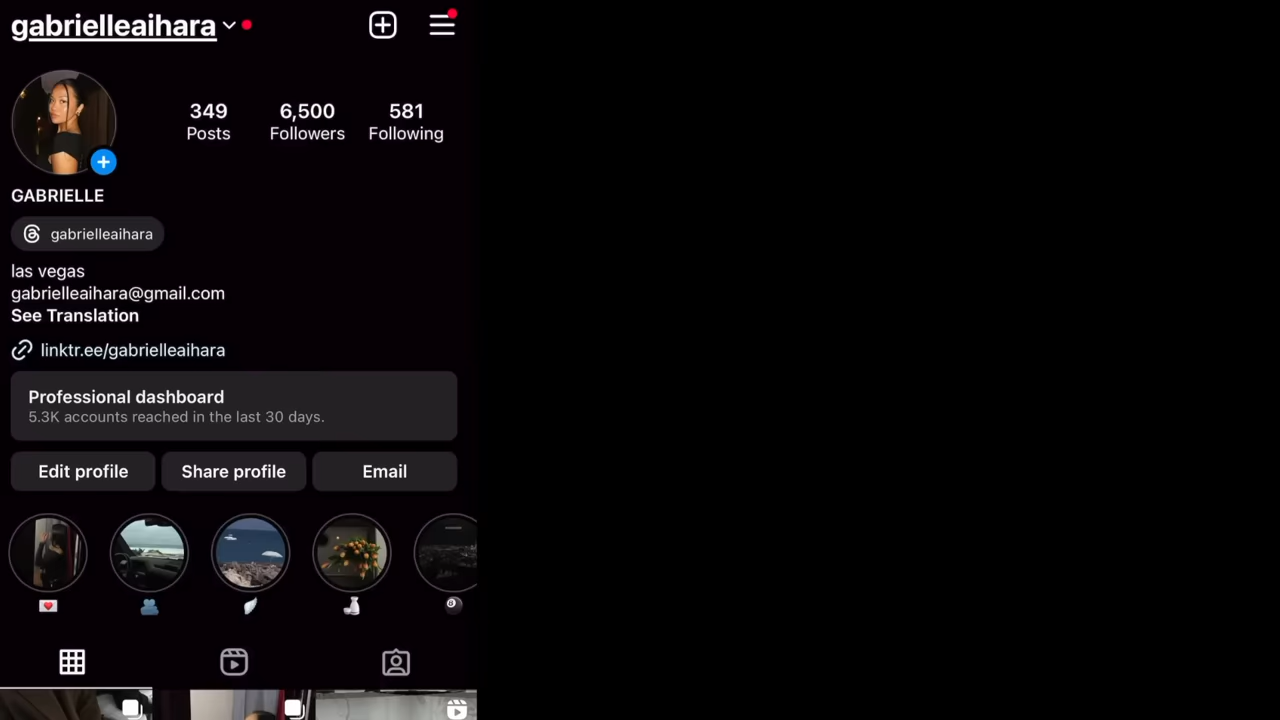 gabrielleaihara
349 6,500 581
Posts Followers Following
GABRIELLE
gabrielleaihara
las vegas
gabrielleaihara@gmail.com
See Translation
linktr.ee/gabrielleaihara
Professional dashboard
5.3K accounts reached in the last 30 days.
Edit profile Share profile Email